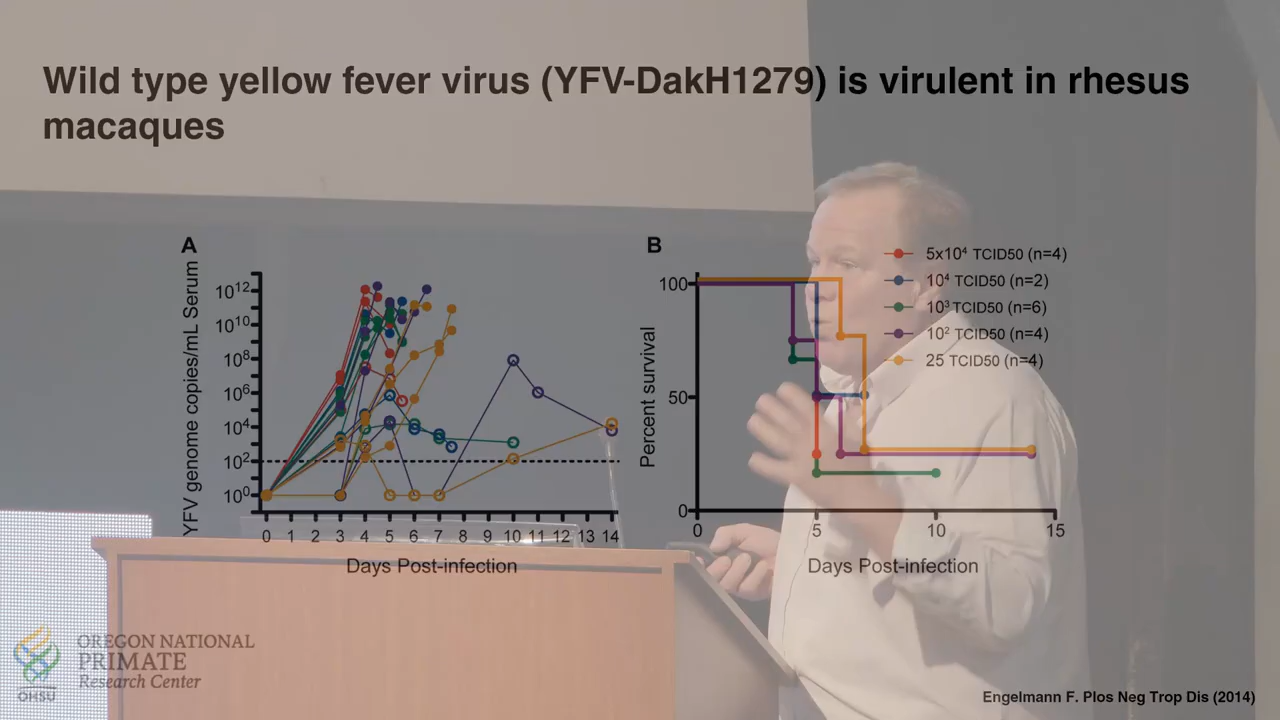 Wild type yellow fever virus (YFV-DakH1279) is virulent in rhesus
macaques
A
YFV genome copies/mL Serum
10¹²
10¹⁰
10⁸
10⁶
10⁴
10²
10⁰
0 1 2 3 4 5 6 7 8 9 10 11 12 13 14
Days Post-infection
B
Percent survival
100
50
0
0 5 10 15
Days Post-infection
5x10⁴ TCID50 (n=4)
10⁴ TCID50 (n=2)
10³ TCID50 (n=6)
10² TCID50 (n=4)
25 TCID50 (n=4)
OREGON NATIONAL
PRIMATE
Research Center
OHSU
Engelmann F. Plos Neg Trop Dis (2014)